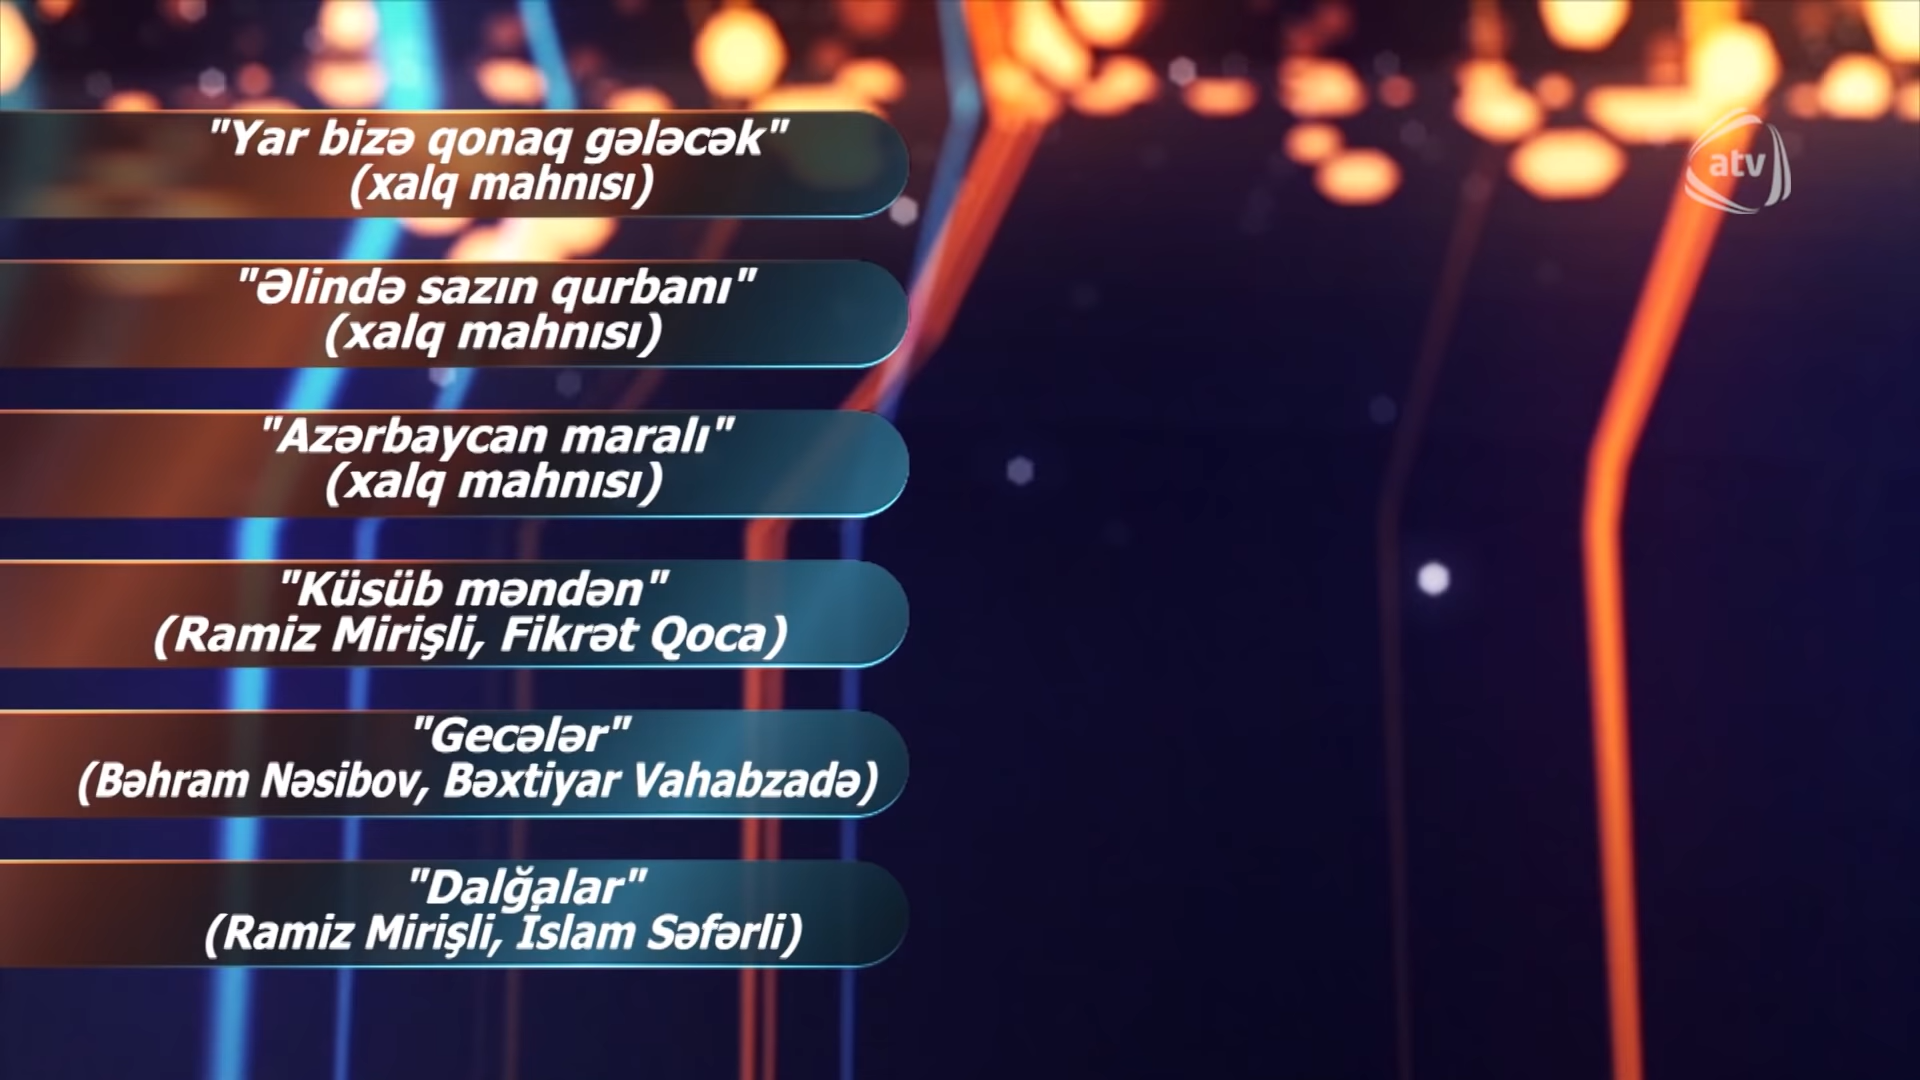 "Yar bizə qonaq gələcək"
(xalq mahnısı)
"Əlində sazın qurbanı"
(xalq mahnısı)
"Azərbaycan maralı"
(xalq mahnısı)
"Küsüb məndən"
(Ramiz Mirişli, Fikrət Qoca)
"Gecələr"
(Bəhram Nəsibov, Bəxtiyar Vahabzadə)
"Dalğalar"
(Ramiz Mirişli, İslam Səfərli)
atv